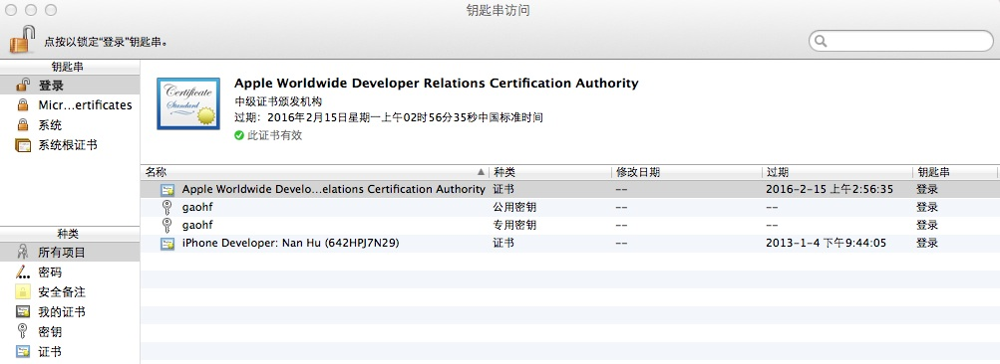 钥匙串访问
点按以锁定“登录”钥匙串。
钥匙串
登录
Micr...ertificates
系统
系统根证书
Apple Worldwide Developer Relations Certification Authority
中级证书颁发机构
过期：2016年2月15日星期一上午02时56分35秒中国标准时间
此证书有效
名称 种类 修改日期 过期 钥匙串
Apple Worldwide Develo...elations Certification Authority 证书 -- 2016-2-15 上午2:56:35 登录
gaohf 公用密钥 -- -- 登录
gaohf 专用密钥 -- -- 登录
iPhone Developer: Nan Hu (642HPJ7N29) 证书 -- 2013-1-4 下午9:44:05 登录
种类
所有项目
密码
安全备注
我的证书
密钥
证书